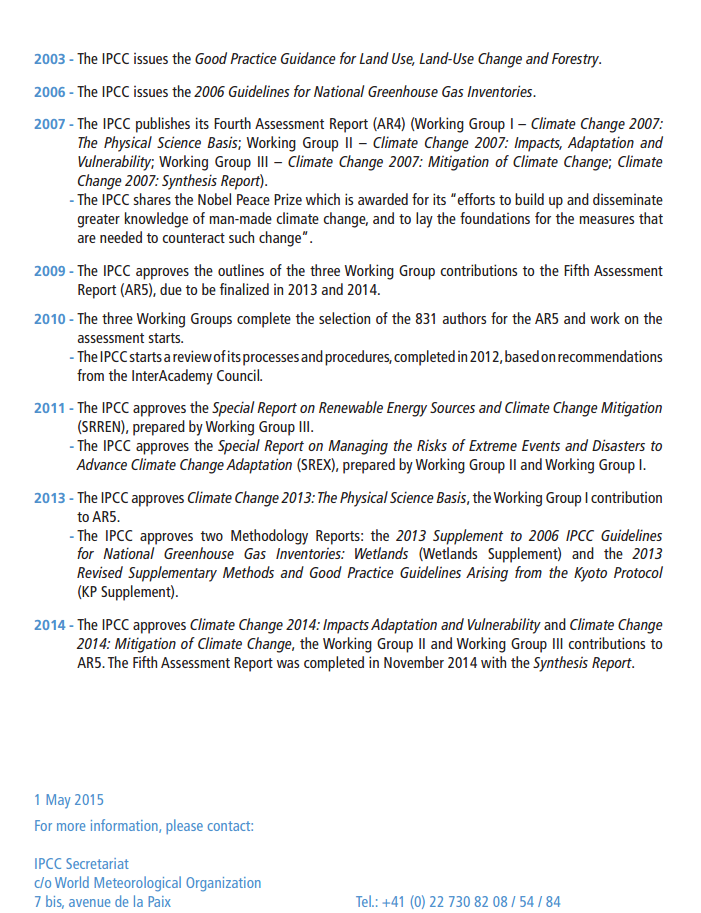 2003 - The IPCC issues the Good Practice Guidance for Land Use, Land-Use Change and Forestry.
2006 - The IPCC issues the 2006 Guidelines for National Greenhouse Gas Inventories.
2007 - The IPCC publishes its Fourth Assessment Report (AR4) (Working Group I – Climate Change 2007:
The Physical Science Basis; Working Group II – Climate Change 2007: Impacts, Adaptation and
Vulnerability; Working Group III – Climate Change 2007: Mitigation of Climate Change; Climate
Change 2007: Synthesis Report).
- The IPCC shares the Nobel Peace Prize which is awarded for its “efforts to build up and disseminate
greater knowledge of man-made climate change, and to lay the foundations for the measures that
are needed to counteract such change”.
2009 - The IPCC approves the outlines of the three Working Group contributions to the Fifth Assessment
Report (AR5), due to be finalized in 2013 and 2014.
2010 - The three Working Groups complete the selection of the 831 authors for the AR5 and work on the
assessment starts.
- The IPCC starts a review of its processes and procedures, completed in 2012, based on recommendations
from the InterAcademy Council.
2011 - The IPCC approves the Special Report on Renewable Energy Sources and Climate Change Mitigation
(SRREN), prepared by Working Group III.
- The IPCC approves the Special Report on Managing the Risks of Extreme Events and Disasters to
Advance Climate Change Adaptation (SREX), prepared by Working Group II and Working Group I.
2013 - The IPCC approves Climate Change 2013: The Physical Science Basis, the Working Group I contribution
to AR5.
- The IPCC approves two Methodology Reports: the 2013 Supplement to 2006 IPCC Guidelines
for National Greenhouse Gas Inventories: Wetlands (Wetlands Supplement) and the 2013
Revised Supplementary Methods and Good Practice Guidelines Arising from the Kyoto Protocol
(KP Supplement).
2014 - The IPCC approves Climate Change 2014: Impacts Adaptation and Vulnerability and Climate Change
2014: Mitigation of Climate Change, the Working Group II and Working Group III contributions to
AR5. The Fifth Assessment Report was completed in November 2014 with the Synthesis Report.
1 May 2015
For more information, please contact:
IPCC Secretariat
c/o World Meteorological Organization
7 bis, avenue de la Paix Tel.: +41 (0) 22 730 82 08 / 54 / 84